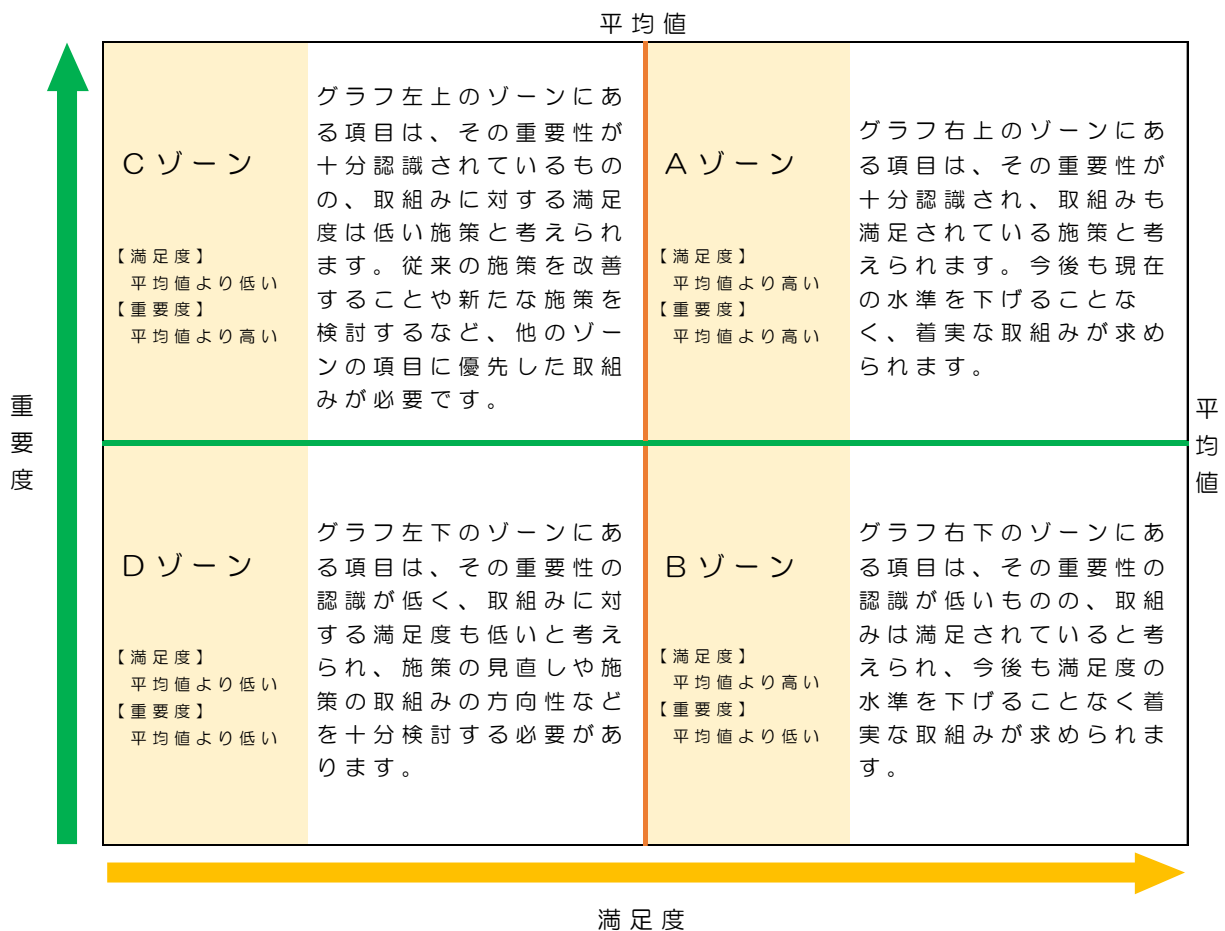 平均値
Cゾーン
【満足度】
平均値より低い
【重要度】
平均値より高い
グラフ左上のゾーンにあ
る項目は、その重要性が
十分認識されているもの
の、取組みに対する満足
度は低い施策と考えられ
ます。従来の施策を改善
することや新たな施策を
検討するなど、他のゾー
ンの項目に優先した取組
みが必要です。
Aゾーン
【満足度】
平均値より高い
【重要度】
平均値より高い
グラフ右上のゾーンにあ
る項目は、その重要性が
十分認識され、取組みも
満足されている施策と考
えられます。今後も現在
の水準を下げることな
く、着実な取組みが求め
られます。
重要度
平均値
Dゾーン
【満足度】
平均値より低い
【重要度】
平均値より低い
グラフ左下のゾーンにあ
る項目は、その重要性の
認識が低く、取組みに対
する満足度も低いと考え
られ、施策の見直しや施
策の取組みの方向性など
を十分検討する必要があ
ります。
Bゾーン
【満足度】
平均値より高い
【重要度】
平均値より低い
グラフ右下のゾーンにあ
る項目は、その重要性の
認識が低いものの、取組
みは満足されていると考
えられ、今後も満足度の
水準を下げることなく着
実な取組みが求められま
す。
満足度